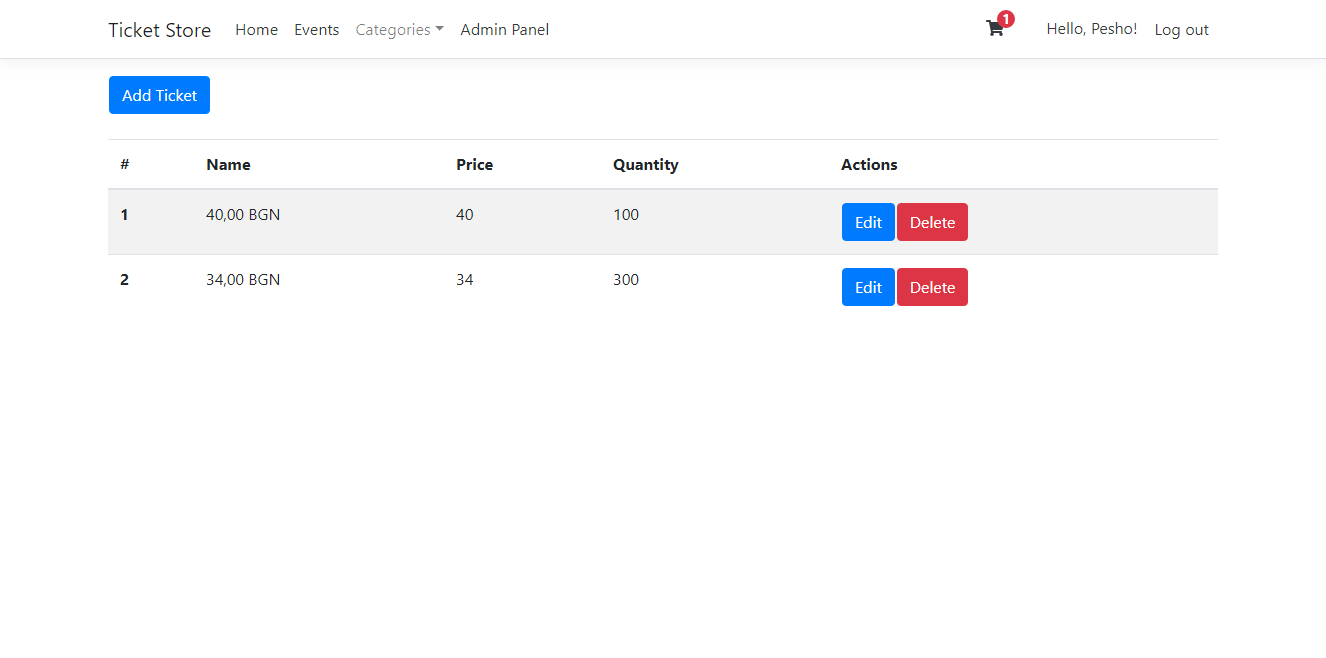 Ticket Store Home Events Categories Admin Panel 1 Hello, Pesho! Log out
Add Ticket
# Name Price Quantity Actions
1 40,00 BGN 40 100 Edit Delete
2 34,00 BGN 34 300 Edit Delete